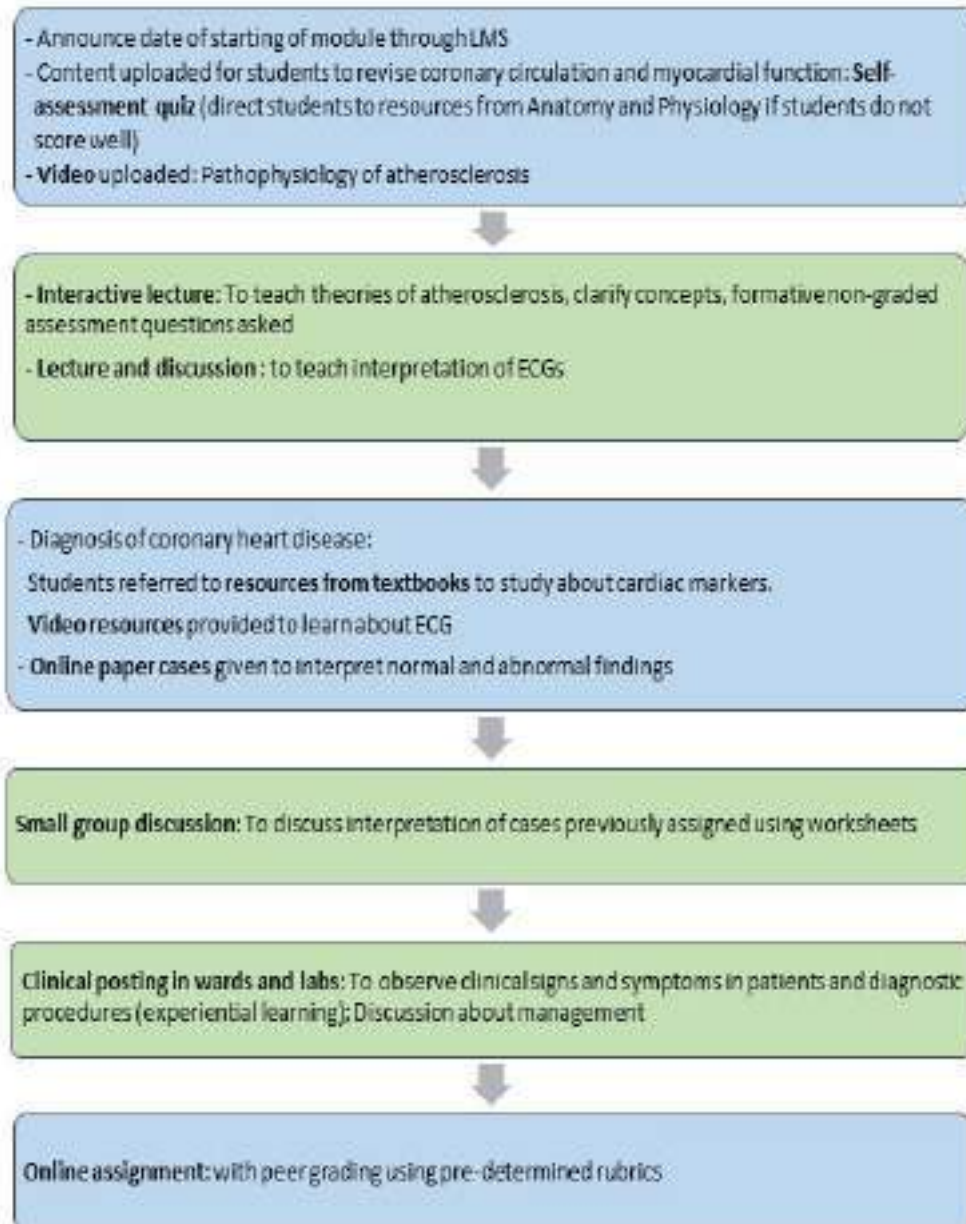 - Announce date of starting of module through LMS
- Content uploaded for students to revise coronary circulation and myocardial function: Self-
assessment quiz (direct students to resources from Anatomy and Physiology if students do not
score well)
- Video uploaded: Pathophysiology of atherosclerosis
- Interactive lecture: To teach theories of atherosclerosis, clarify concepts, formative non-graded
assessment questions asked
- Lecture and discussion : to teach interpretation of ECGs
- Diagnosis of coronary heart disease:
Students referred to resources from textbooks to study about cardiac markers.
Video resources provided to learn about ECG
- Online paper cases given to interpret normal and abnormal findings
Small group discussion: To discuss interpretation of cases previously assigned using worksheets
Clinical posting in wards and labs: To observe clinical signs and symptoms in patients and diagnostic
procedures (experiential learning); Discussion about management
Online assignment: with peer grading using pre-determined rubrics